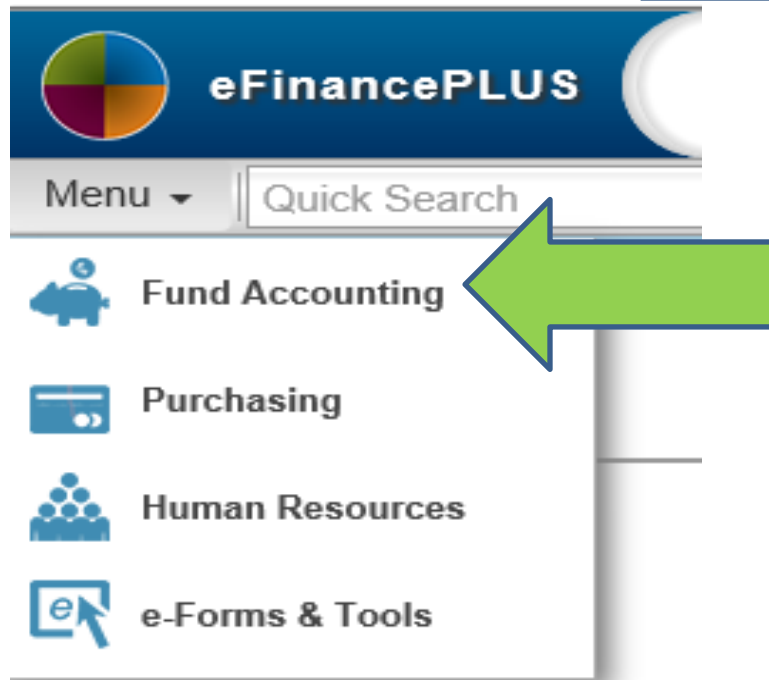 eFinancePLUS
Menu
Quick Search
Fund Accounting
Purchasing
Human Resources
e-Forms & Tools